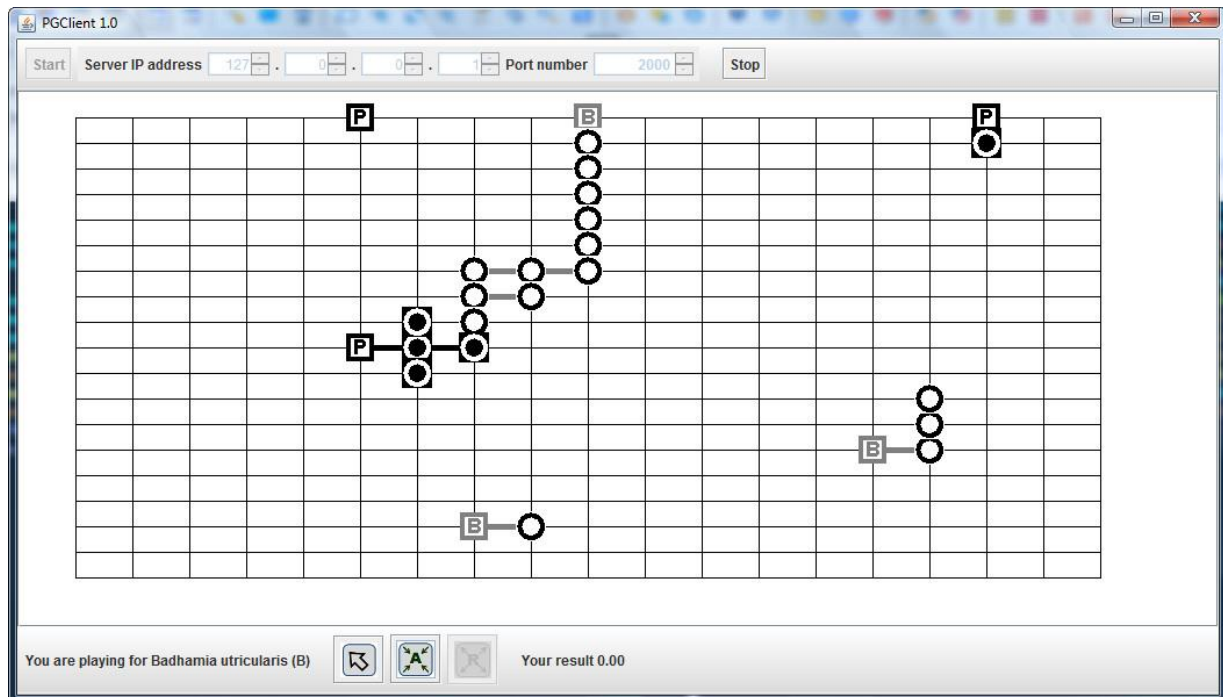 PGClient 1.0
Start Server IP address 127 . 0 . 0 . 1 Port number 2000 Stop
P B P
P
B
B
You are playing for Badhamia utricularis (B) A R Your result 0.00